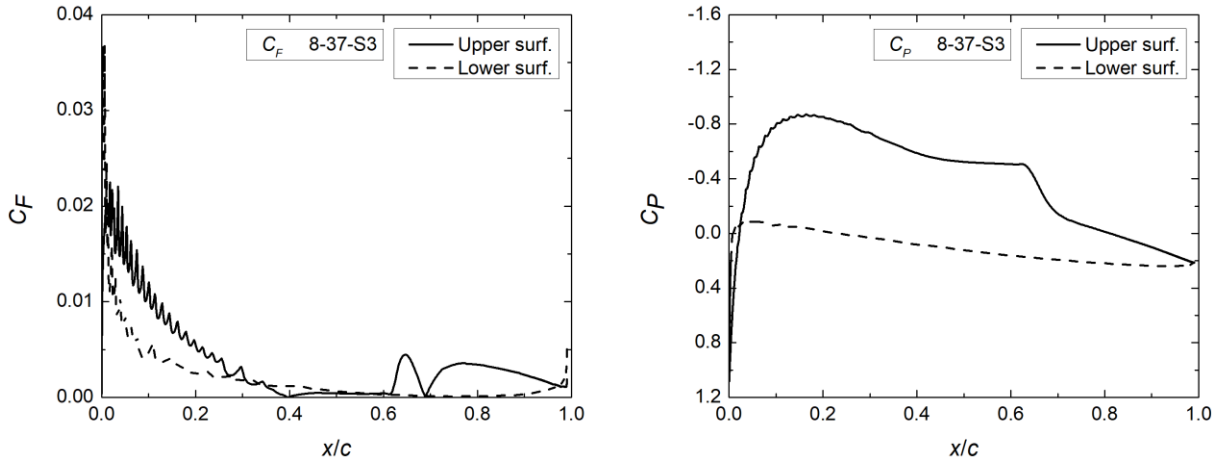 0.04
0.03
0.02
0.01
0.00
C_F
C_F 8-37-S3
Upper surf.
Lower surf.
0.0 0.2 0.4 0.6 0.8 1.0
x/c
-1.6
-1.2
-0.8
-0.4
0.0
0.4
0.8
1.2
C_P
C_P 8-37-S3
Upper surf.
Lower surf.
0.0 0.2 0.4 0.6 0.8 1.0
x/c